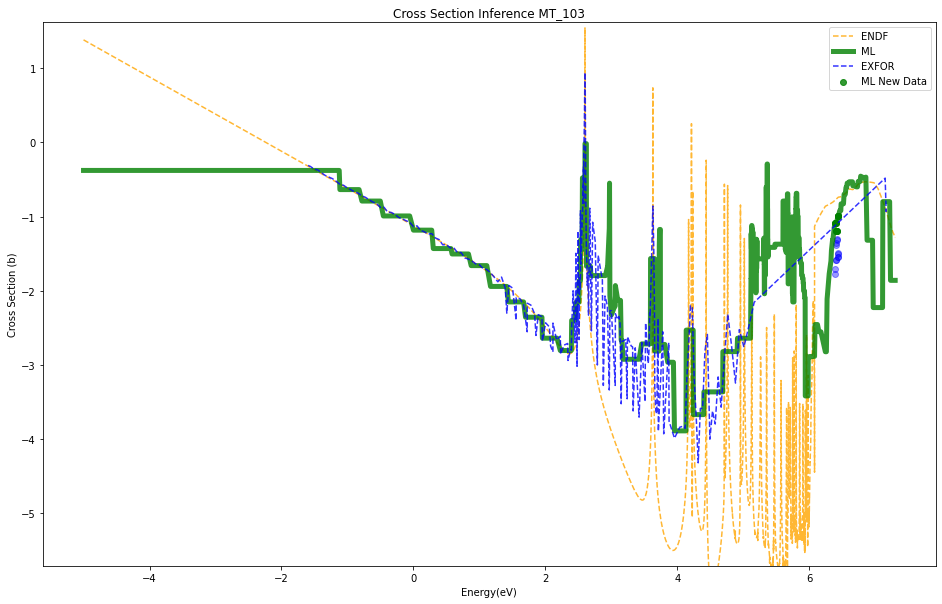 Cross Section Inference MT_103
ENDF
ML
EXFOR
ML New Data
Cross Section (b)
1
0
−1
−2
−3
−4
−5
−4
−2
0
2
4
6
Energy(eV)